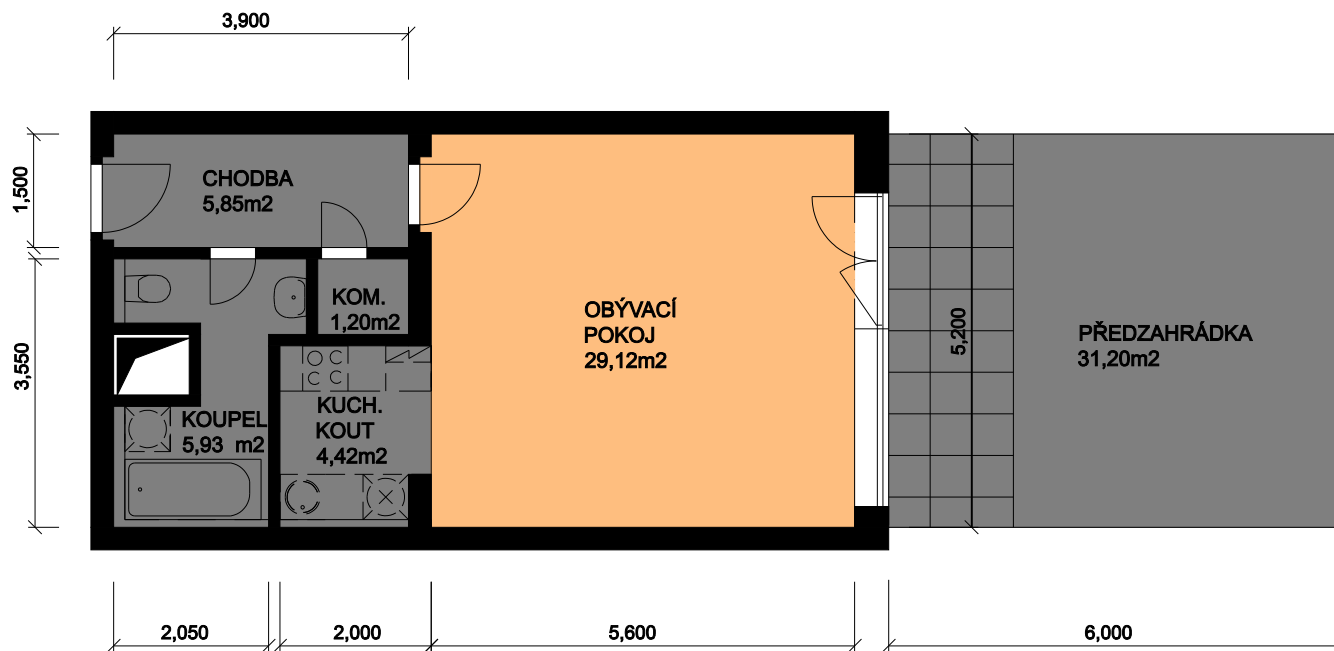 3,900
1,500
CHODBA
5,85m2
3,550
KOM.
1,20m2
OBÝVACÍ
POKOJ
29,12m2
5,200
PŘEDZAHRÁDKA
31,20m2
KOUPEL
5,93 m2
KUCH.
KOUT
4,42m2
2,050
2,000
5,600
6,000